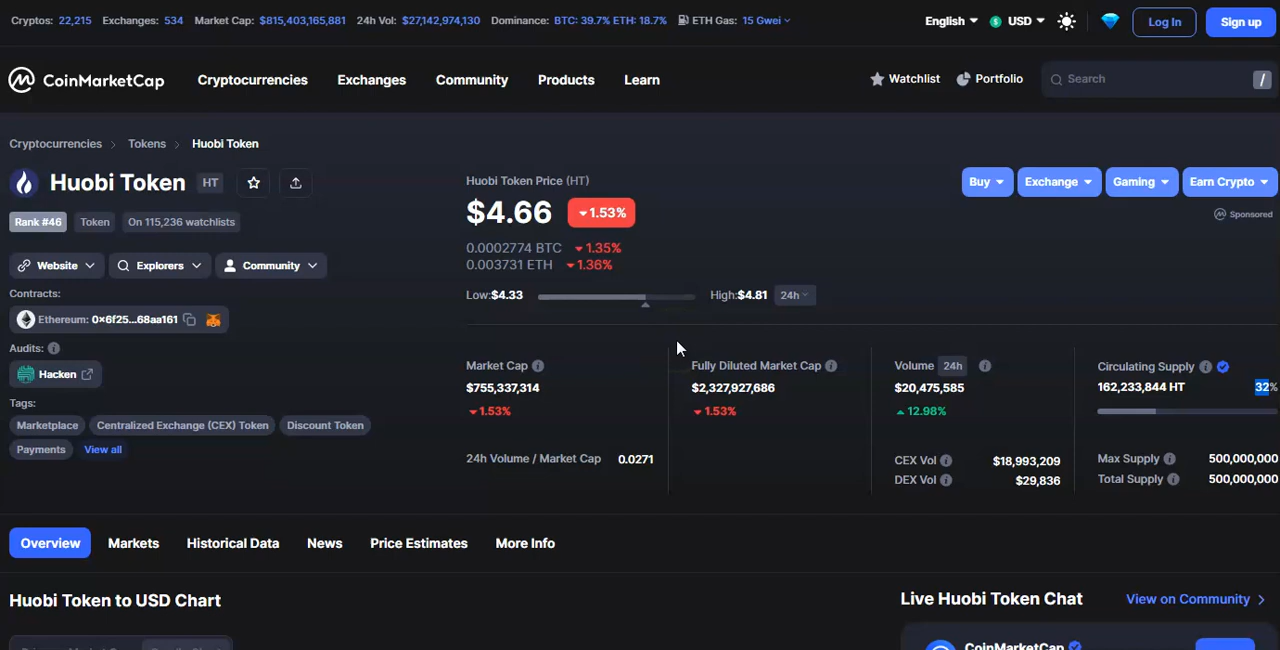 Cryptos: 22,215 Exchanges: 534 Market Cap: $815,403,165,881 24h Vol: $27,142,974,130 Dominance: BTC: 39.7% ETH: 18.7% ETH Gas: 15 Gwei English USD Log In Sign up
CoinMarketCap Cryptocurrencies Exchanges Community Products Learn Watchlist Portfolio Search /
Cryptocurrencies Tokens Huobi Token
Huobi Token HT
Rank #46 Token On 115,236 watchlists
Website Explorers Community
Contracts:
Ethereum: 0x6f25...68aa161
Audits:
Hacken
Tags:
Marketplace Centralized Exchange (CEX) Token Discount Token
Payments View all
Huobi Token Price (HT)
$4.66 1.53%
0.0002774 BTC 1.35%
0.003731 ETH 1.36%
Low:$4.33 High:$4.81 24h
Buy Exchange Gaming Earn Crypto
Sponsored
Market Cap
$755,337,314
1.53%
24h Volume / Market Cap 0.0271
Fully Diluted Market Cap
$2,327,927,686
1.53%
Volume 24h
$20,475,585
12.98%
CEX Vol $18,993,209
DEX Vol $29,836
Circulating Supply
162,233,844 HT 32%
Max Supply 500,000,000
Total Supply 500,000,000
Overview Markets Historical Data News Price Estimates More Info
Huobi Token to USD Chart
Live Huobi Token Chat View on Community
CoinMarketCap